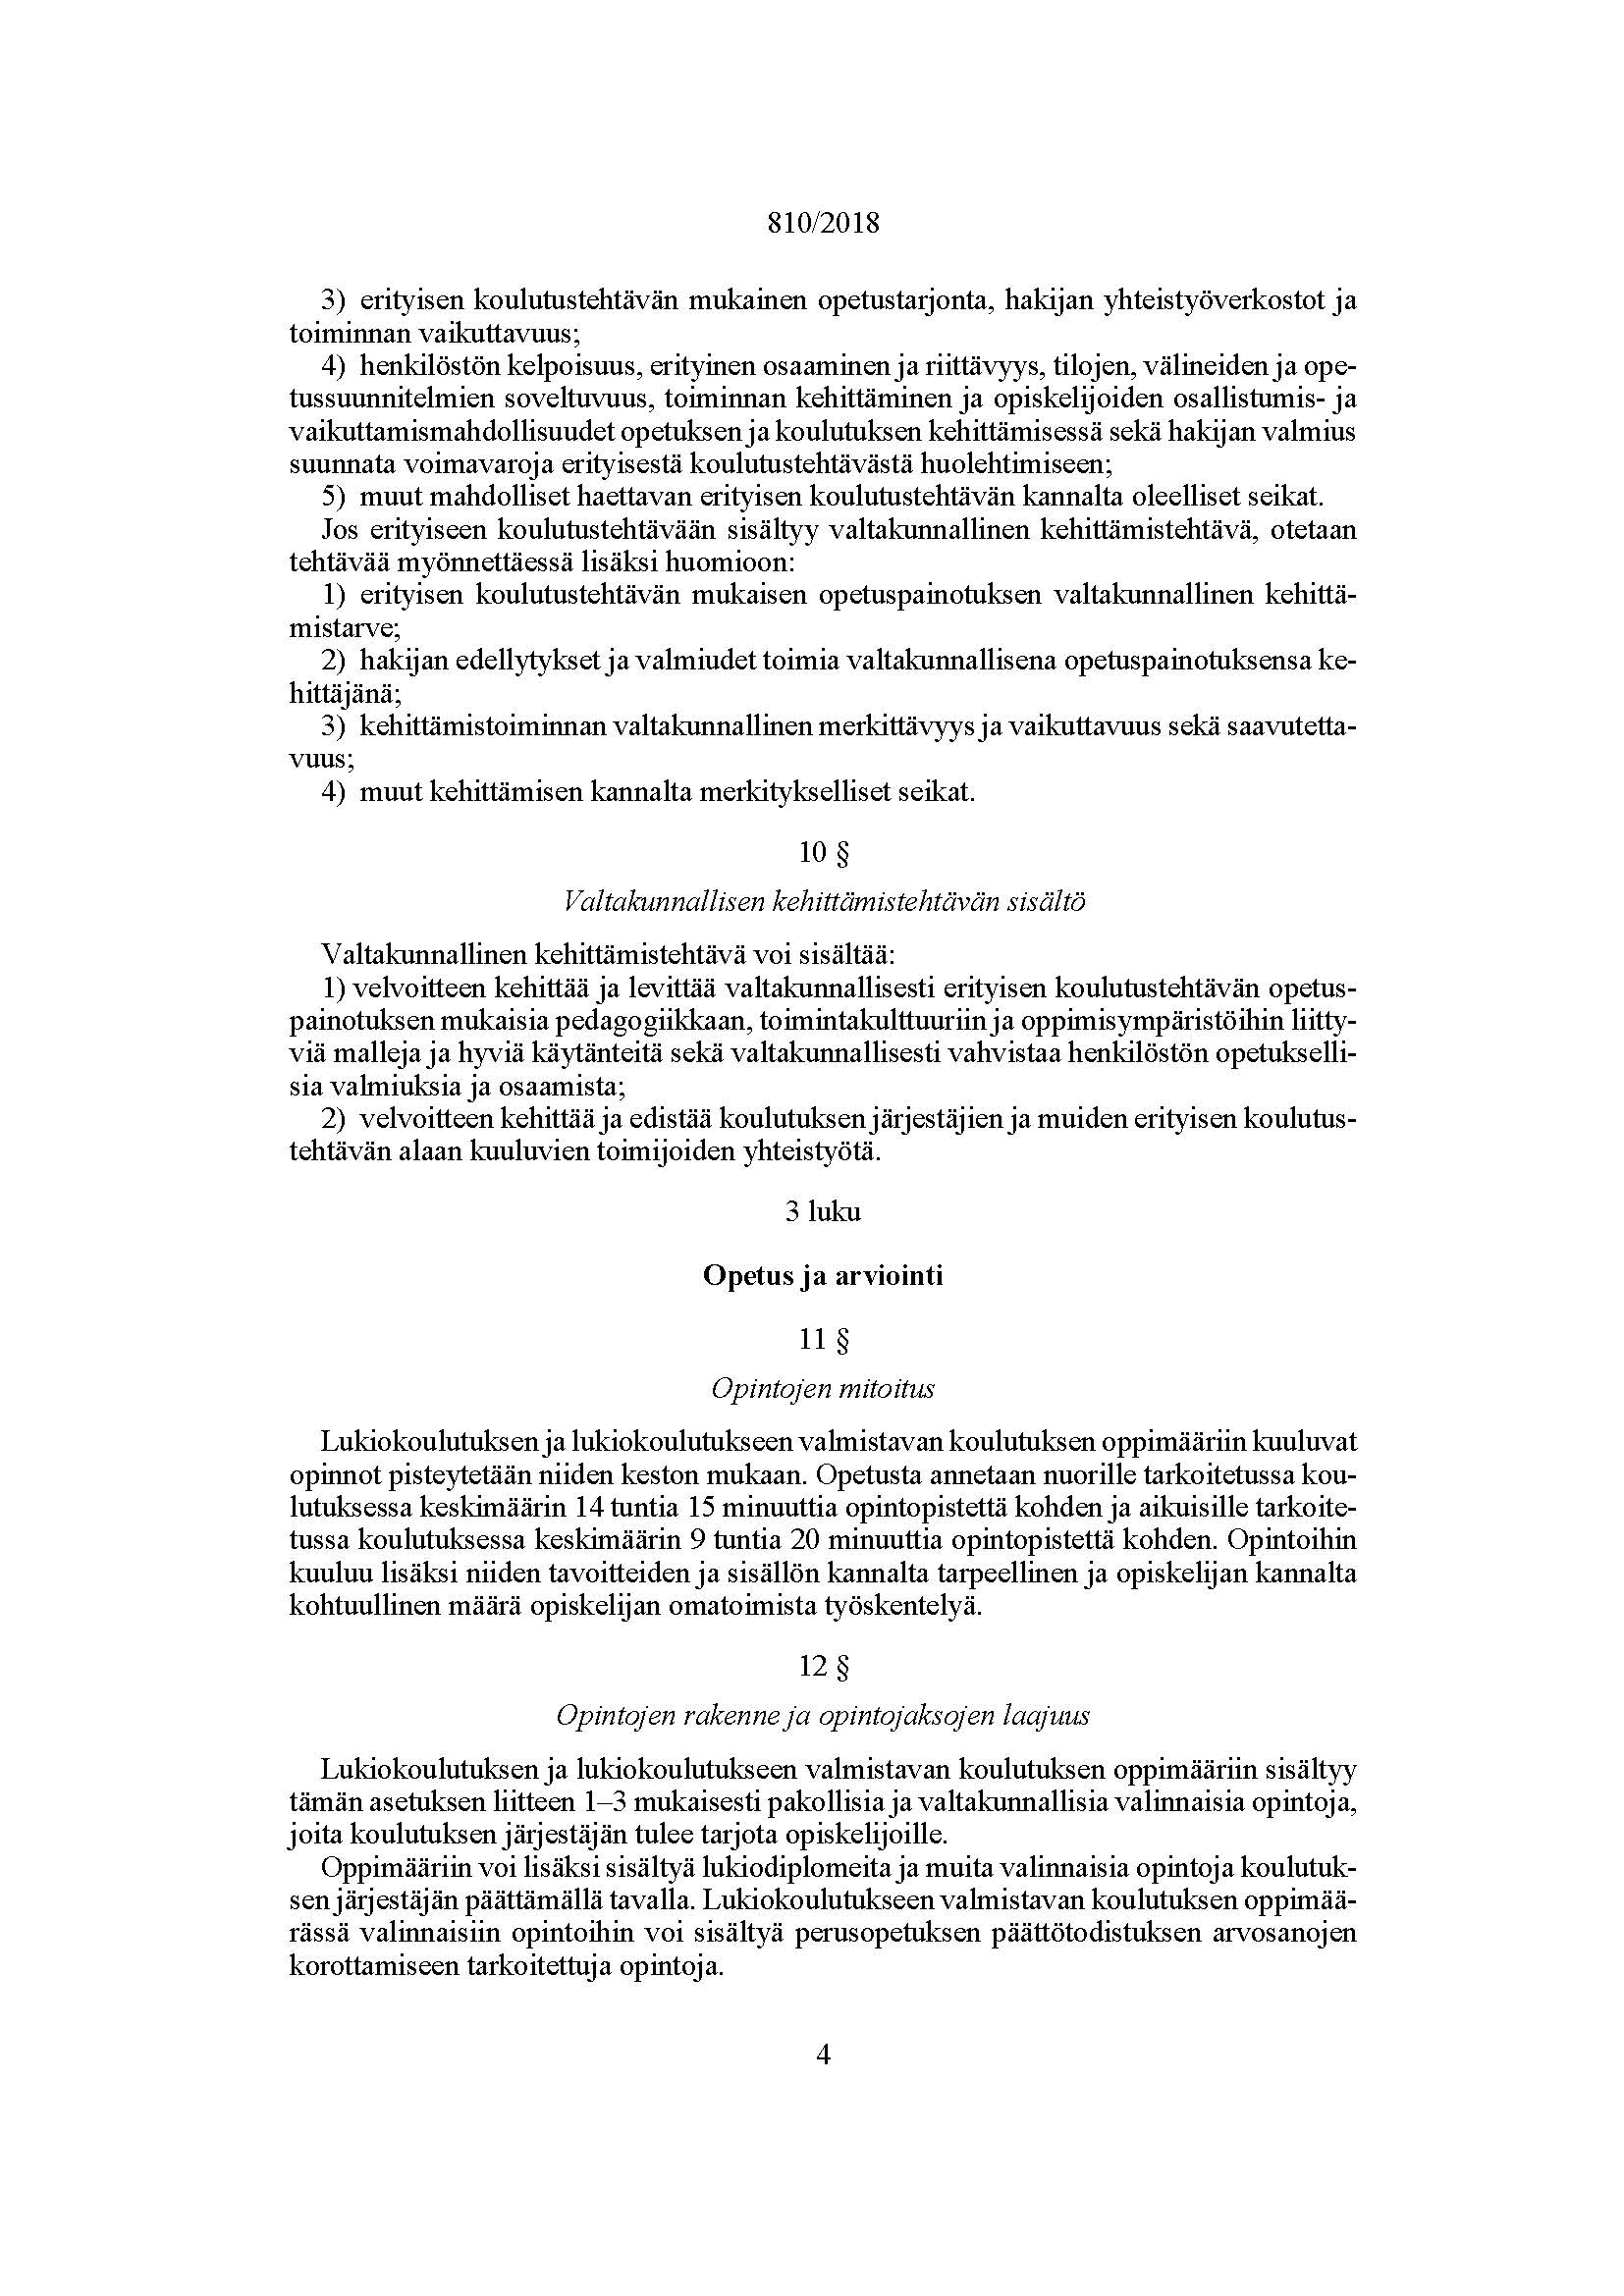 810/2018
3) erityisen koulutustehtävän mukainen opetustarjonta, hakijan yhteistyöverkostot ja
toiminnan vaikuttavuus;
4) henkilöstön kelpoisuus, erityinen osaaminen ja riittävyys, tilojen, välineiden ja ope-
tussuunnitelmien soveltuvuus, toiminnan kehittäminen ja opiskelijoiden osallistumis- ja
vaikuttamismahdollisuudet opetuksen ja koulutuksen kehittämisessä sekä hakijan valmius
suunnata voimavaroja erityisestä koulutustehtävästä huolehtimiseen;
5) muut mahdolliset haettavan erityisen koulutustehtävän kannalta oleelliset seikat.
Jos erityiseen koulutustehtävään sisältyy valtakunnallinen kehittämistehtävä, otetaan
tehtävää myönnettäessä lisäksi huomioon:
1) erityisen koulutustehtävän mukaisen opetuspainotuksen valtakunnallinen kehittä-
mistarve;
2) hakijan edellytykset ja valmiudet toimia valtakunnallisena opetuspainotuksensa ke-
hittäjänä;
3) kehittämistoiminnan valtakunnallinen merkittävyys ja vaikuttavuus sekä saavutetta-
vuus;
4) muut kehittämisen kannalta merkitykselliset seikat.
10 §
Valtakunnallisen kehittämistehtävän sisältö
Valtakunnallinen kehittämistehtävä voi sisältää:
1) velvoitteen kehittää ja levittää valtakunnallisesti erityisen koulutustehtävän opetus-
painotuksen mukaisia pedagogiikkaan, toimintakulttuuriin ja oppimisympäristöihin liitty-
viä malleja ja hyviä käytänteitä sekä valtakunnallisesti vahvistaa henkilöstön opetukselli-
sia valmiuksia ja osaamista;
2) velvoitteen kehittää ja edistää koulutuksen järjestäjien ja muiden erityisen koulutus-
tehtävän alaan kuuluvien toimijoiden yhteistyötä.
3 luku
Opetus ja arviointi
11 §
Opintojen mitoitus
Lukiokoulutuksen ja lukiokoulutukseen valmistavan koulutuksen oppimääriin kuuluvat
opinnot pisteytetään niiden keston mukaan. Opetusta annetaan nuorille tarkoitetussa kou-
lutuksessa keskimäärin 14 tuntia 15 minuuttia opintopistettä kohden ja aikuisille tarkoite-
tussa koulutuksessa keskimäärin 9 tuntia 20 minuuttia opintopistettä kohden. Opintoihin
kuuluu lisäksi niiden tavoitteiden ja sisällön kannalta tarpeellinen ja opiskelijan kannalta
kohtuullinen määrä opiskelijan omatoimista työskentelyä.
12 §
Opintojen rakenne ja opintojaksojen laajuus
Lukiokoulutuksen ja lukiokoulutukseen valmistavan koulutuksen oppimääriin sisältyy
tämän asetuksen liitteen 1–3 mukaisesti pakollisia ja valtakunnallisia valinnaisia opintoja,
joita koulutuksen järjestäjän tulee tarjota opiskelijoille.
Oppimääriin voi lisäksi sisältyä lukiodiplomeita ja muita valinnaisia opintoja koulutuk-
sen järjestäjän päättämällä tavalla. Lukiokoulutukseen valmistavan koulutuksen oppimää-
rässä valinnaisiin opintoihin voi sisältyä perusopetuksen päättötodistuksen arvosanojen
korottamiseen tarkoitettuja opintoja.
4